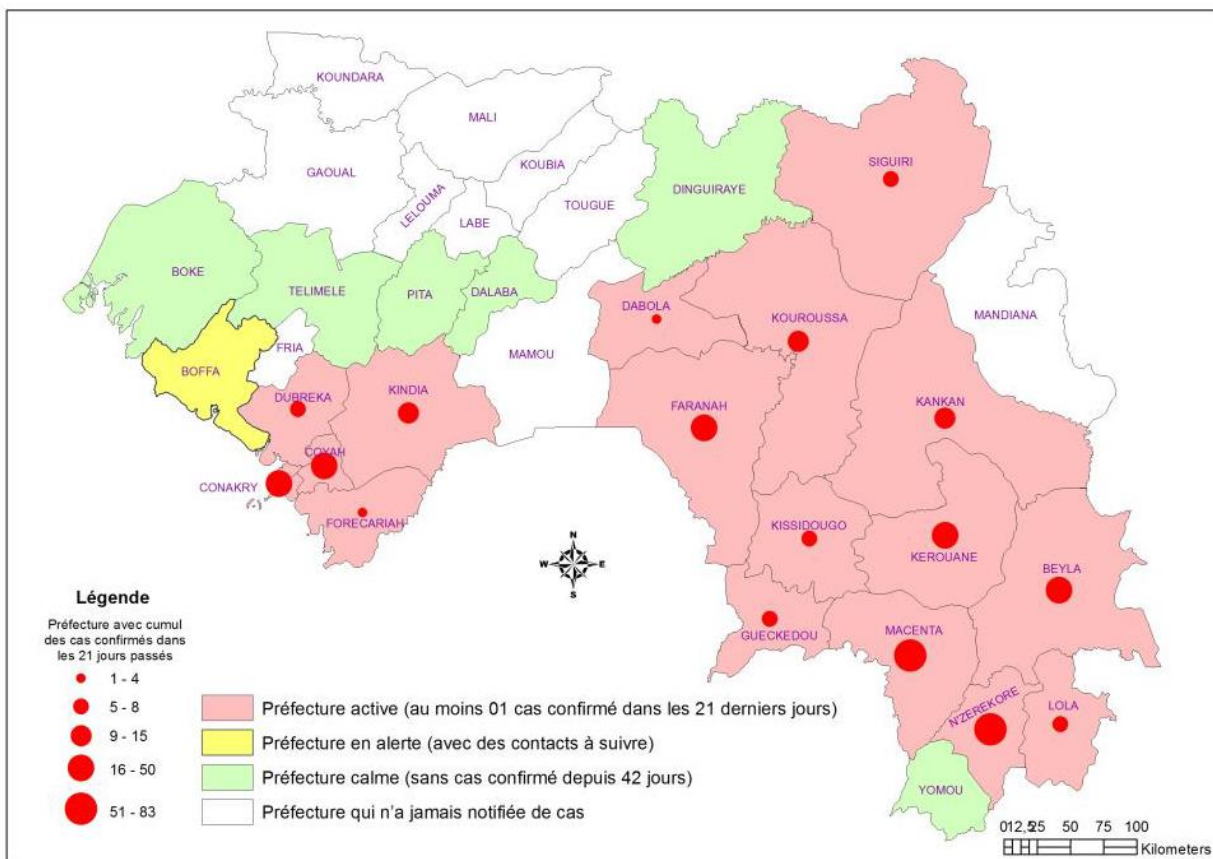 KOUNDARA
MALI
KOUBIA
GAOUAL
LELOUMA
LABE
TOUGUE
DINGUIRAYE
SIGUIRI
BOKE
TELIMELE
PITA
DALABA
DABOLA
KOUROUSSA
MANDIANA
FRIA
MAMOU
BOFFA
DUBREKA
KINDIA
FARANAH
KANKAN
COYAH
CONAKRY
FORECARIAH
KISSIDOUGO
KEROUANE
BEYLA
GUECKEDOU
MACENTA
N'ZEREKORE
LOLA
YOMOU
N
W E
S
Légende
Préfecture avec cumul
des cas confirmés dans
les 21 jours passés
1 - 4
5 - 8
9 - 15
16 - 50
51 - 83
Préfecture active (au moins 01 cas confirmé dans les 21 derniers jours)
Préfecture en alerte (avec des contacts à suivre)
Préfecture calme (sans cas confirmé depuis 42 jours)
Préfecture qui n'a jamais notifiée de cas
012,525 50 75 100
Kilometers